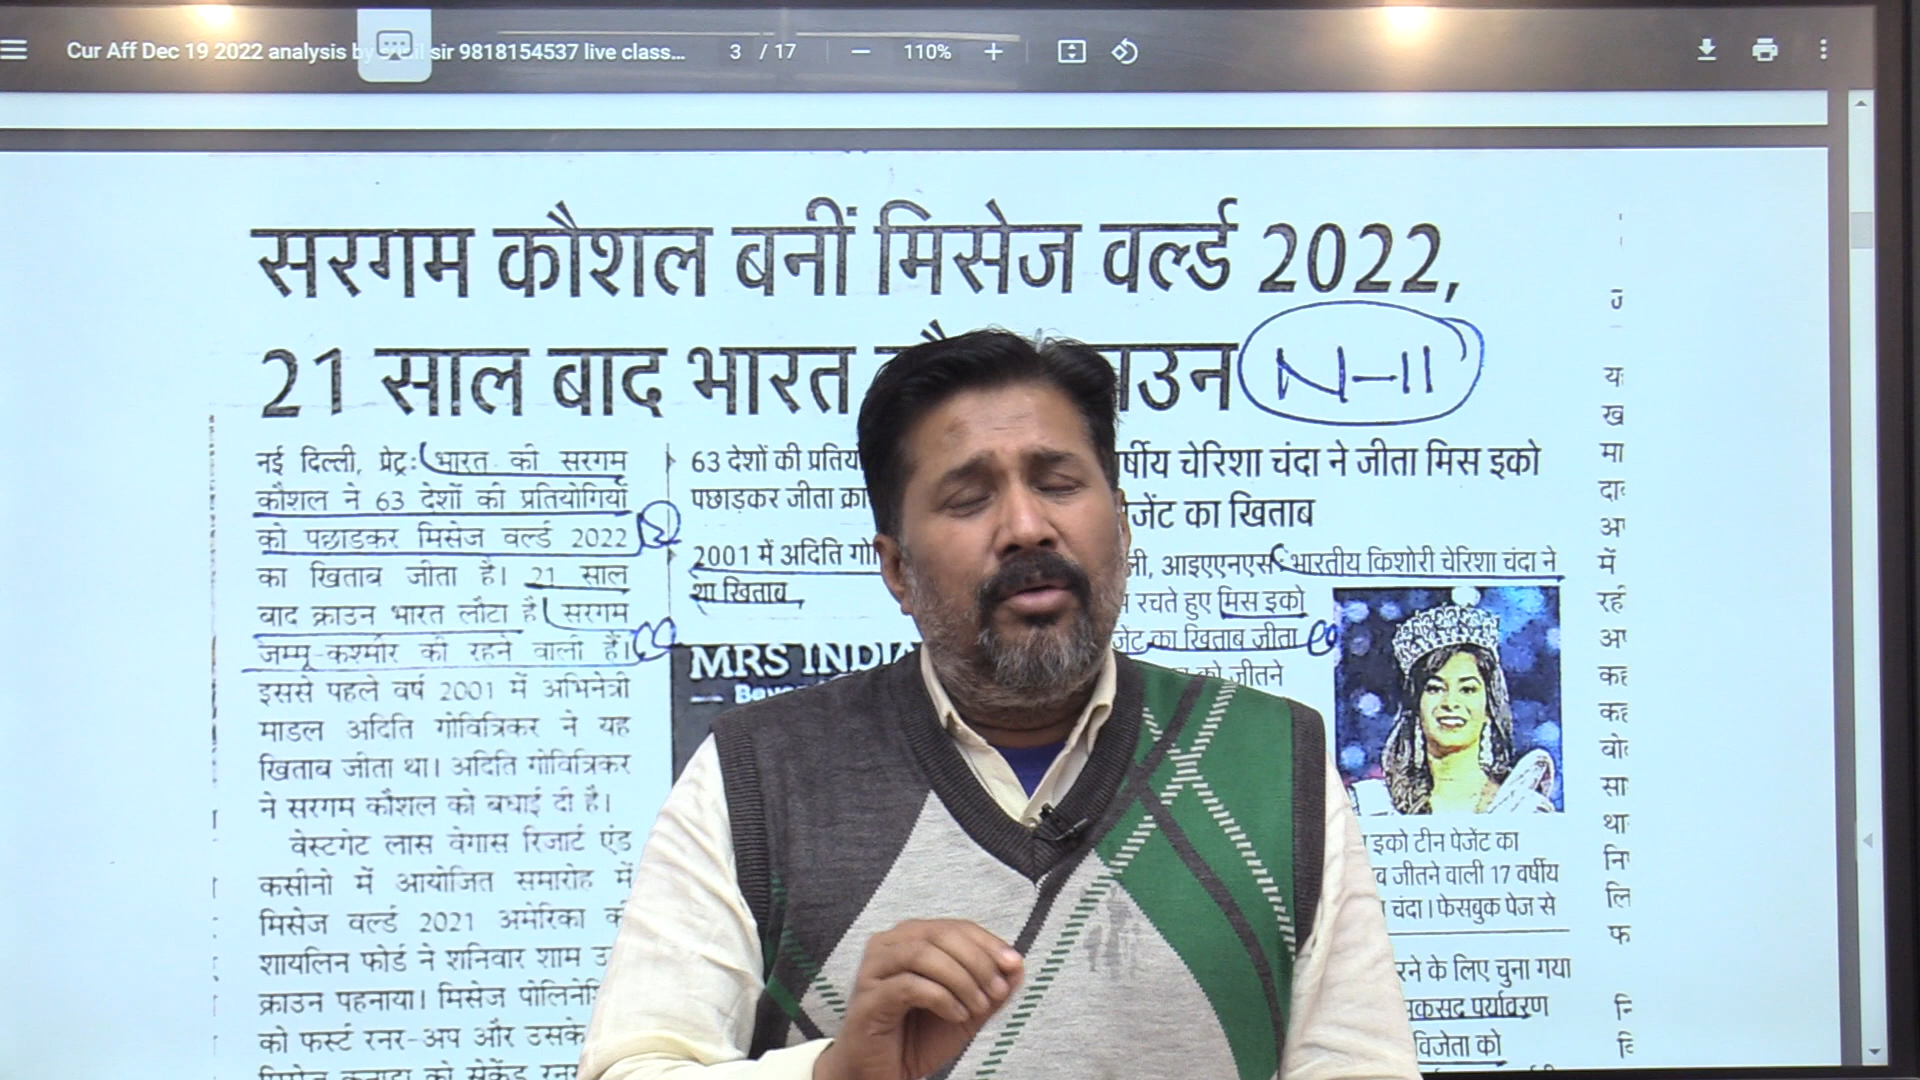 Cur Aff Dec 19 2022 analysis by sir 9818154537 live class... 3 / 17 110%
सरगम कौशल बनीं मिसेज वर्ल्ड 2022,
21 साल बाद भारत N-11
नई दिल्ली, प्रेट्र: भारत की सरगम
कौशल ने 63 देशों की प्रतियोगियों
को पछाड़कर मिसेज वर्ल्ड 2022
का खिताब जीता है। 21 साल
बाद क्राउन भारत लौटा है। सरगम
जम्मू-कश्मीर की रहने वाली हैं।
इससे पहले वर्ष 2001 में अभिनेत्री
माडल अदिति गोवित्रिकर ने यह
खिताब जीता था। अदिति गोवित्रिकर
ने सरगम कौशल को बधाई दी है।
वेस्टगेट लास वेगास रिजार्ट एंड
कसीनो में आयोजित समारोह में
मिसेज वर्ल्ड 2021 अमेरिका
शायलिन फोर्ड ने शनिवार शाम
क्राउन पहनाया। मिसेज
को फर्स्ट रनर-अप और उसके
63 देशों की
पछाड़कर जीता
2001 में अदिति
था खिताब
MRS INDIA
चेरिशा चंदा ने जीता मिस इको
का खिताब
आइएएनएस: भारतीय किशोरी चेरिशा चंदा ने
रचते हुए मिस इको
का खिताब जीता
को जीतने
इको टीन पेजेंट का
जीतने वाली 17 वर्षीय
चंदा। फेसबुक पेज से
के लिए चुना गया
मकसद पर्यावरण
विजेता को